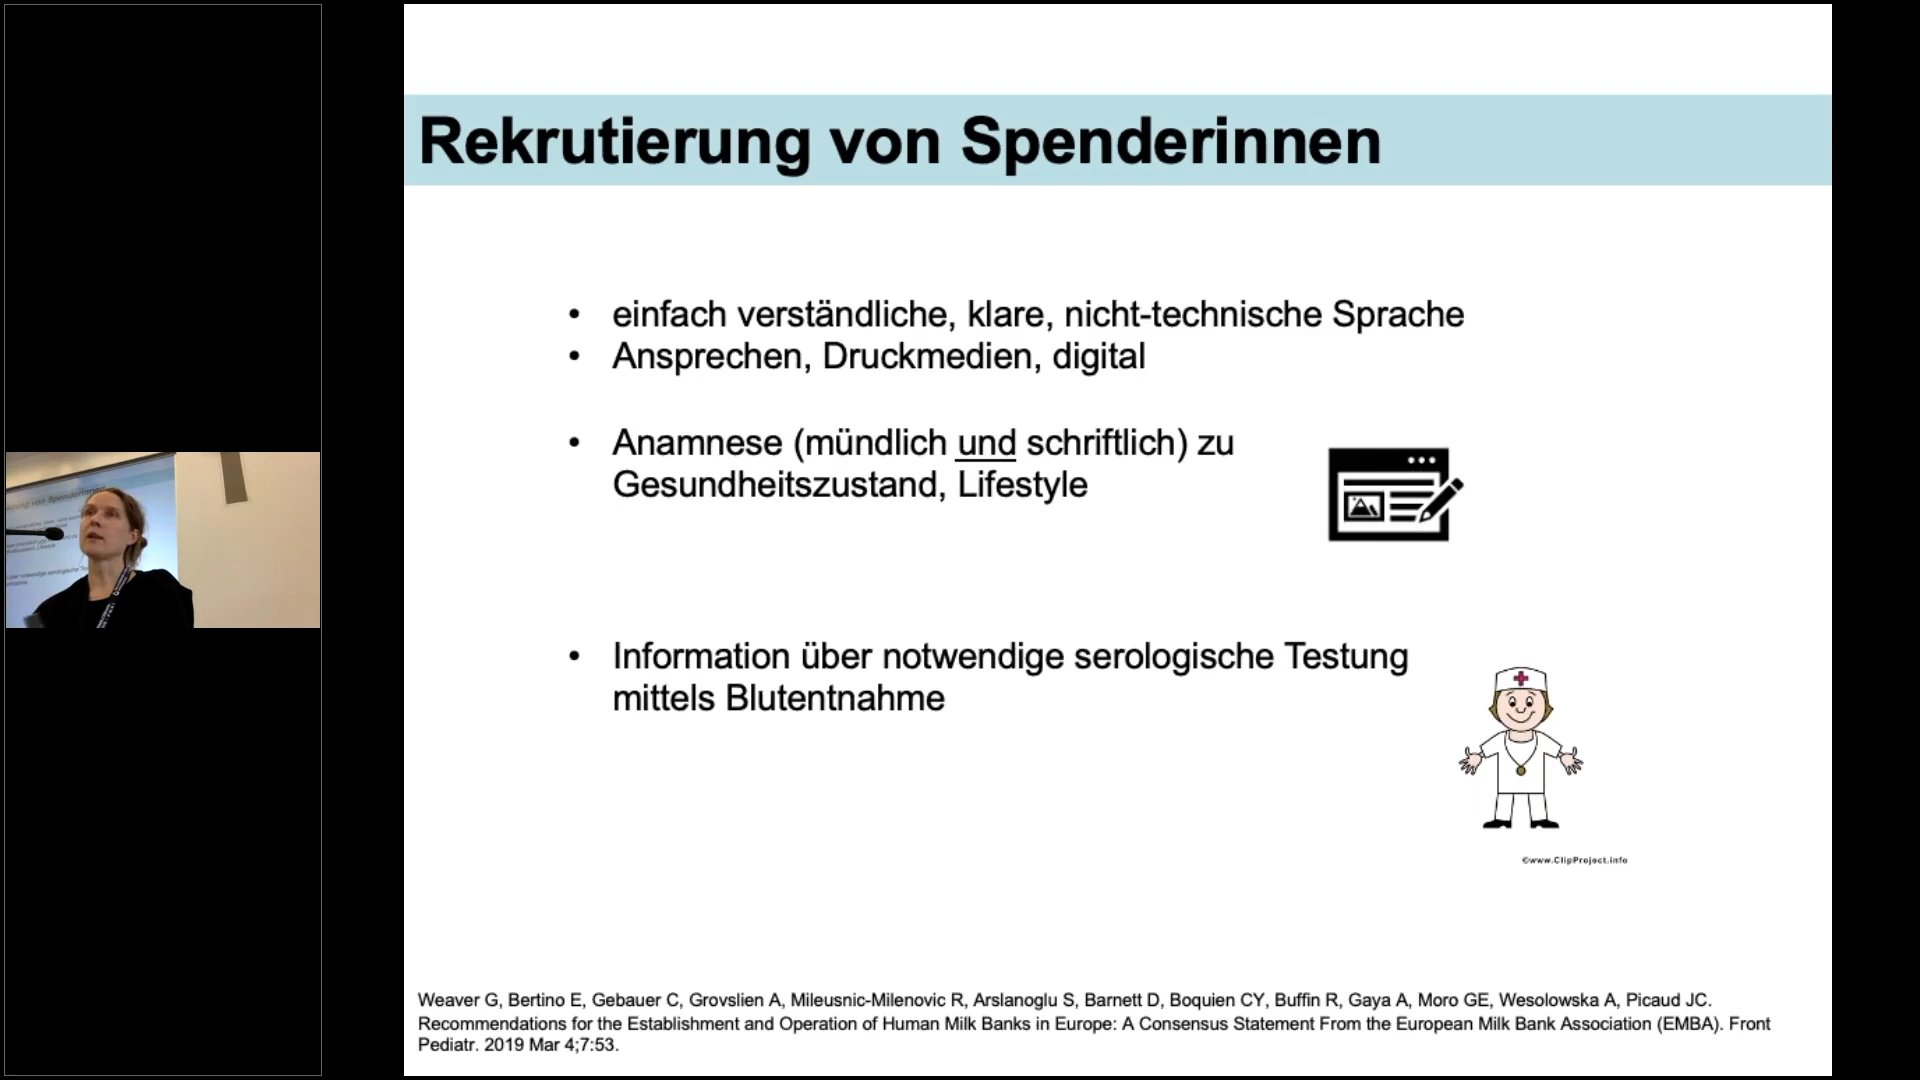 Rekrutierung von Spenderinnen
• einfach verständliche, klare, nicht-technische Sprache
• Ansprechen, Druckmedien, digital
• Anamnese (mündlich und schriftlich) zu
Gesundheitszustand, Lifestyle
• Information über notwendige serologische Testung
mittels Blutentnahme
©www.ClipProject.info
Weaver G, Bertino E, Gebauer C, Grovslien A, Mileusnic-Milenovic R, Arslanoglu S, Barnett D, Boquien CY, Buffin R, Gaya A, Moro GE, Wesolowska A, Picaud JC.
Recommendations for the Establishment and Operation of Human Milk Banks in Europe: A Consensus Statement From the European Milk Bank Association (EMBA). Front
Pediatr. 2019 Mar 4;7:53.